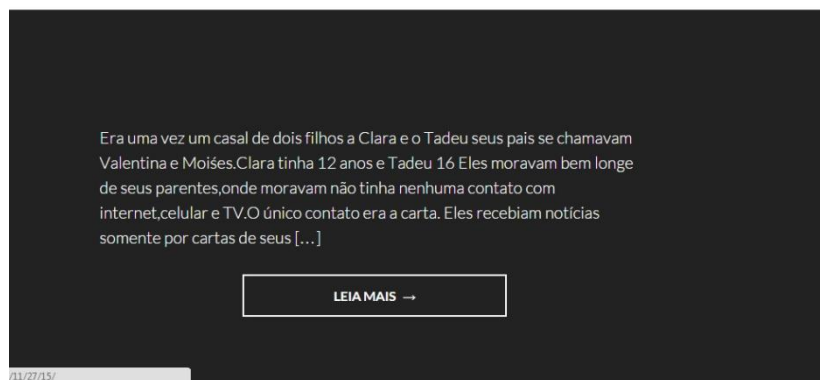 Era uma vez um casal de dois filhos a Clara e o Tadeu seus pais se chamavam
Valentina e Moiśes.Clara tinha 12 anos e Tadeu 16 Eles moravam bem longe
de seus parentes,onde moravam não tinha nenhuma contato com
internet,celular e TV.O único contato era a carta. Eles recebiam notícias
somente por cartas de seus […]
LEIA MAIS →
/11/27/15/